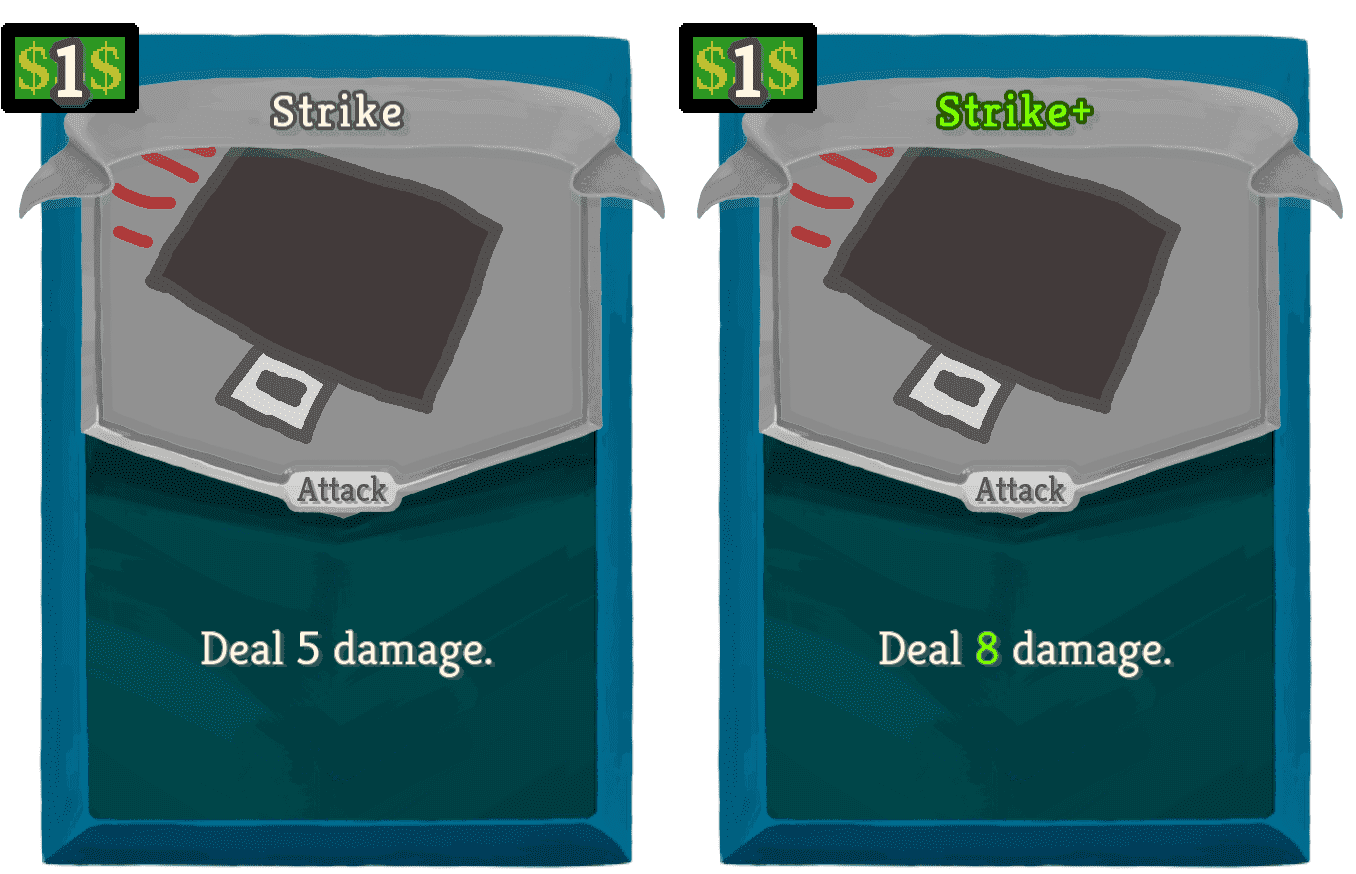 $1$
Strike
Attack
Deal 5 damage.
$1$
Strike+
Attack
Deal 8 damage.